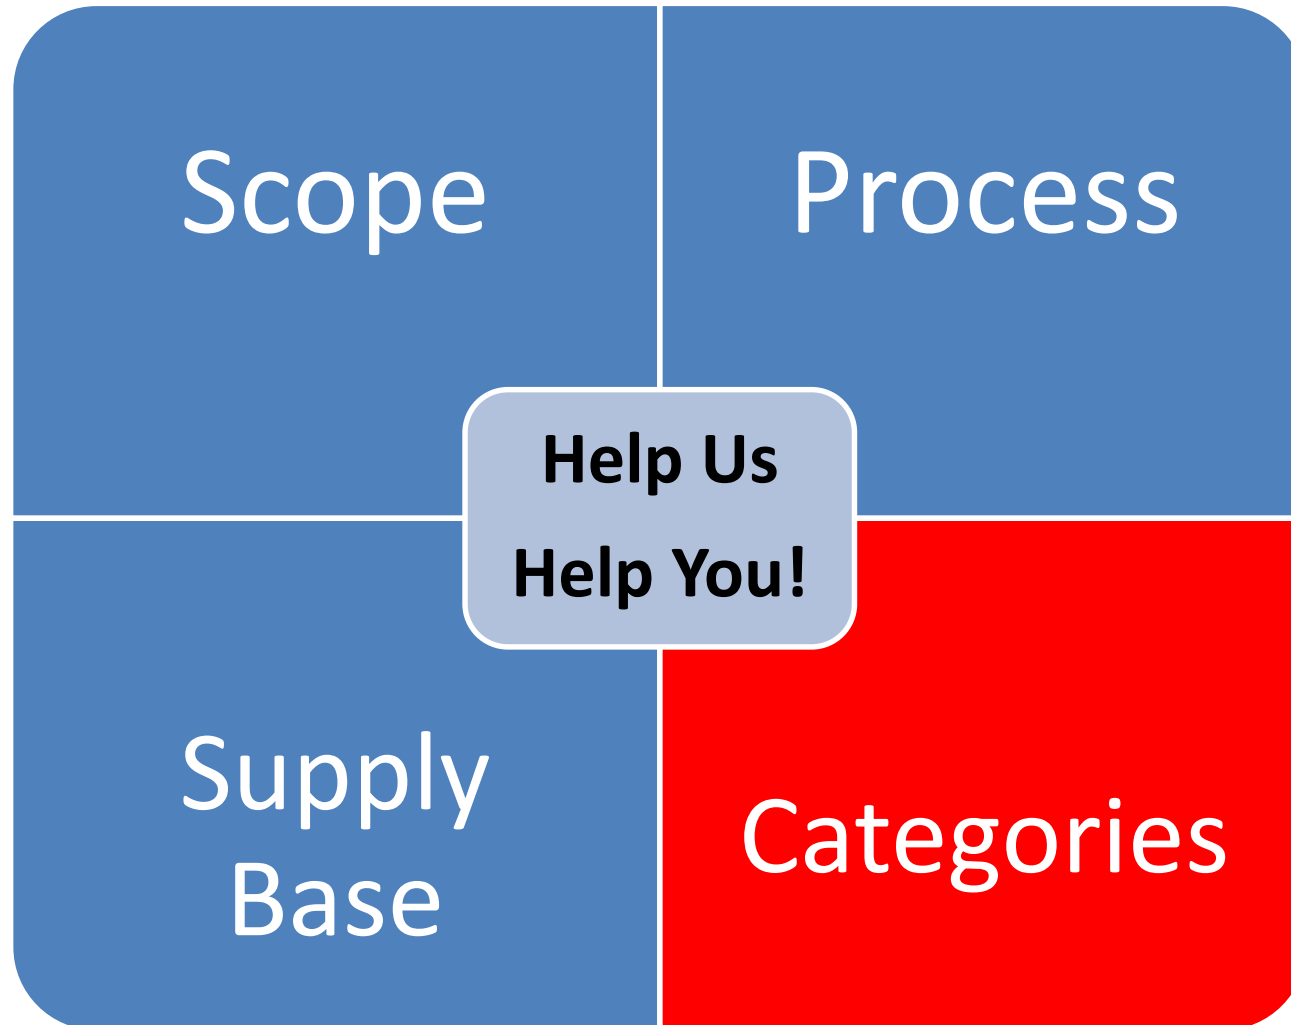 Scope
Process
Help Us
Help You!
Supply
Base
Categories